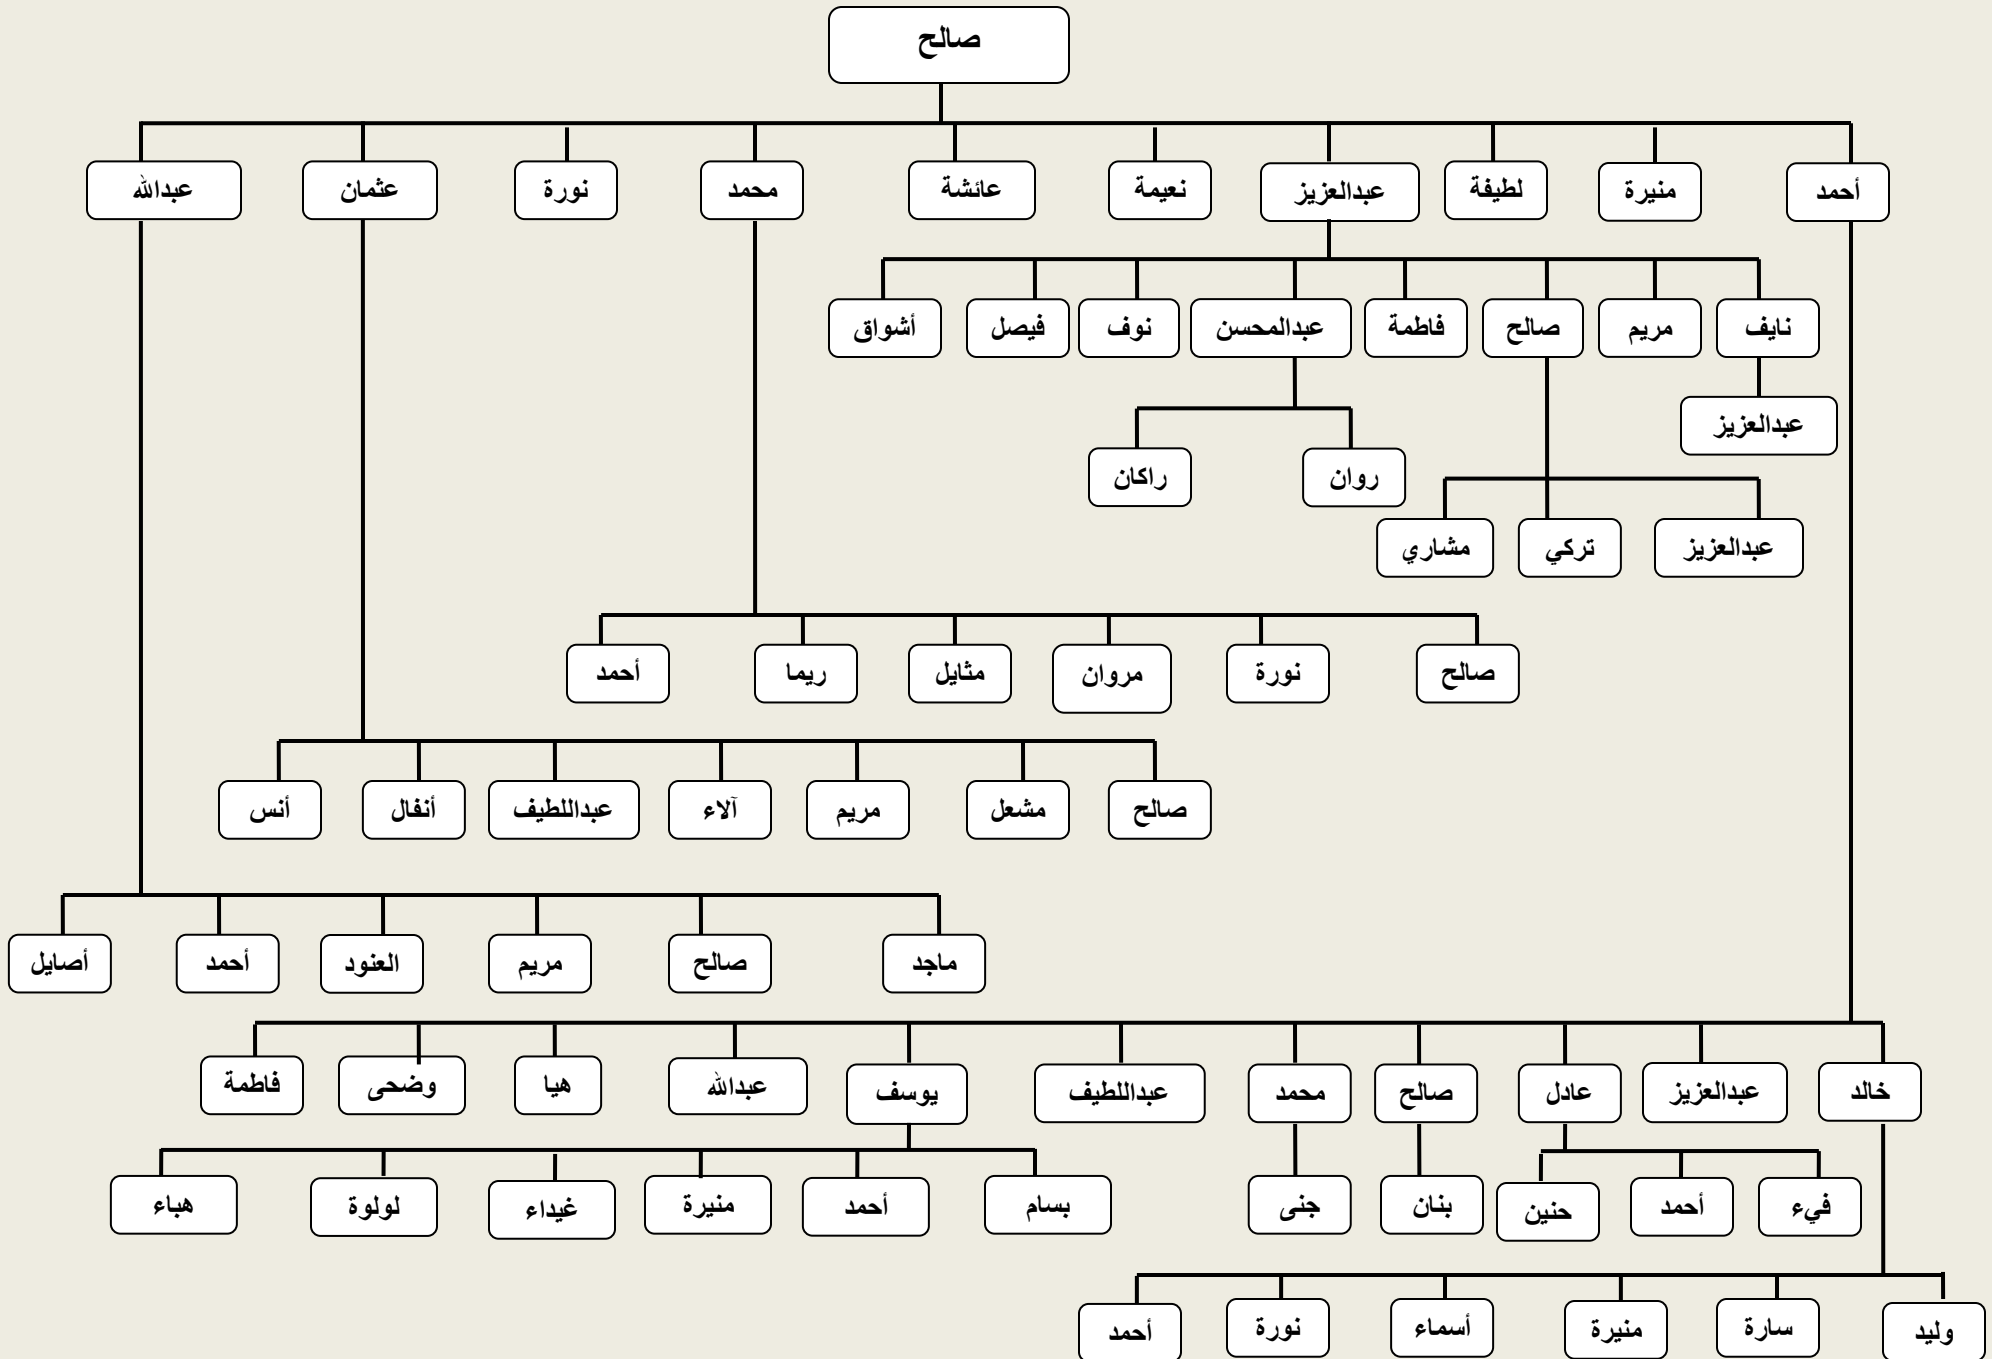 صالح
أحمد
منيرة
لطيفة
عبدالعزيز
نعيمة
عائشة
محمد
نورة
عثمان
عبدالله
نايف
مريم
صالح
فاطمة
عبدالمحسن
نوف
فيصل
أشواق
عبدالعزيز
روان
راكان
عبدالعزيز
تركي
مشاري
صالح
نورة
مروان
مثايل
ريما
أحمد
صالح
مشعل
مريم
آلاء
عبداللطيف
أنفال
أنس
ماجد
صالح
مريم
العنود
أحمد
أصايل
خالد
عبدالعزيز
عادل
صالح
محمد
عبداللطيف
يوسف
عبدالله
هيا
وضحى
فاطمة
فيء
أحمد
حنين
بنان
جنى
بسام
أحمد
منيرة
غيداء
لولوة
هباء
وليد
سارة
منيرة
أسماء
نورة
أحمد